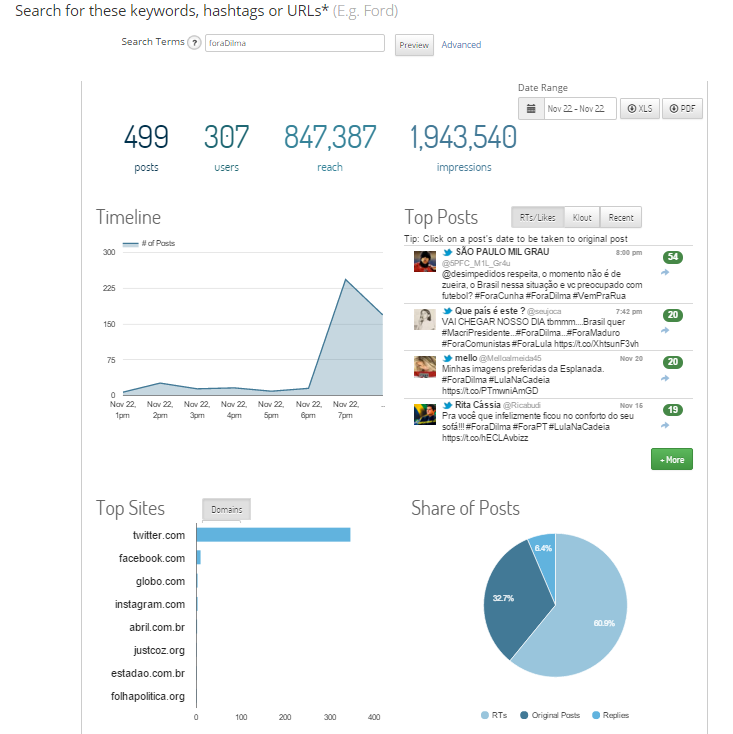 Search for these keywords, hashtags or URLs* (E.g. Ford)
Search Terms ? foraDilma Preview Advanced
Date Range
Nov 22 - Nov 22 XLS PDF
499 307 847,387 1,943,540
posts users reach impressions
Timeline
# of Posts
300
225
150
75
0
Nov 22, 1pm
Nov 22, 2pm
Nov 22, 3pm
Nov 22, 4pm
Nov 22, 5pm
Nov 22, 6pm
Nov 22, 7pm
...
Top Posts RTs/Likes Klout Recent
Tip: Click on a post's date to be taken to original post
SÃO PAULO MIL GRAU 8:00 pm 54
@5PFC_M1L_Gr4u
@desimpedidos respeita, o momento não é de
zueira, o Brasil nessa situação e vc preocupado com
futebol? #ForaCunha #ForaDilma #VemPraRua
Que país é este ? @seujoca 7:42 pm 20
VAI CHEGAR NOSSO DIA tbmmm...Brasil quer
#MacriPresidente...#ForaDilma...#ForaMaduro
#ForaComunistas #ForaLula https://t.co/XhtsunF3vh
mello @Melloalmeida45 Nov 20 20
Minhas imagens preferidas da Esplanada.
#ForaDilma #LulaNaCadeia
https://t.co/PTmwniAmGD
Rita Cássia @Ricabudi Nov 16 19
Pra você que infelizmente ficou no conforto do seu
sofá!!! #ForaDilma #ForaPT #LulaNaCadeia
https://t.co/hECLAvbizz
+ More
Top Sites Domains
twitter.com
facebook.com
globo.com
instagram.com
abril.com.br
justcoz.org
estadao.com.br
folhapolitica.org
0 100 200 300 400
Share of Posts
6.4%
32.7%
60.9%
RTs Original Posts Replies